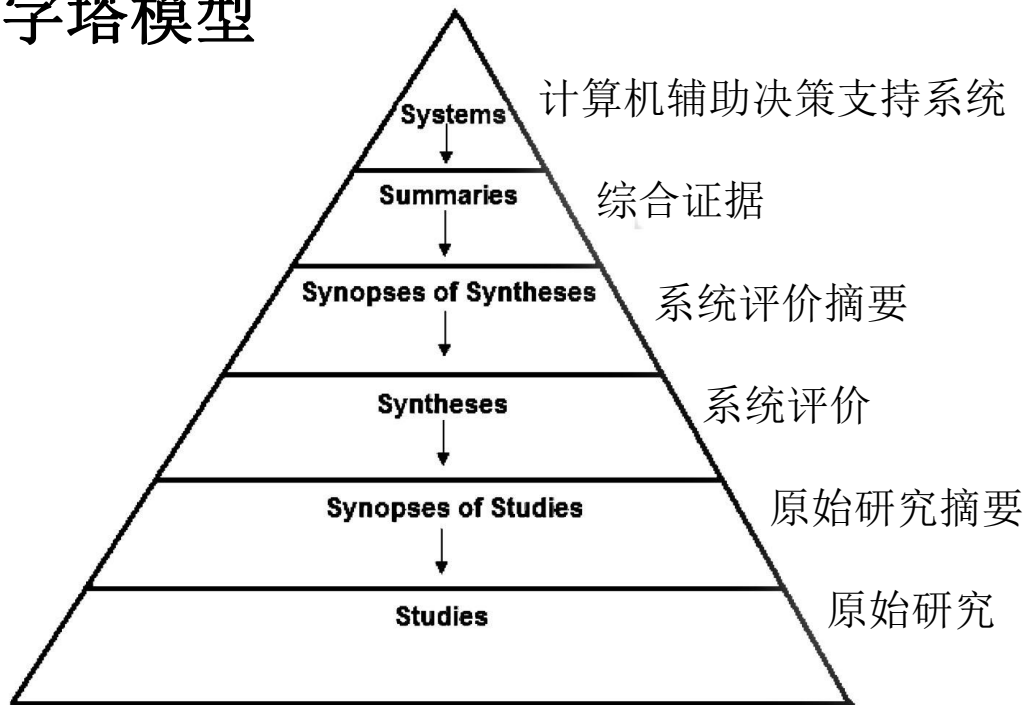 字塔模型
Systems 计算机辅助决策支持系统
Summaries 综合证据
Synopses of Syntheses 系统评价摘要
Syntheses 系统评价
Synopses of Studies 原始研究摘要
Studies 原始研究